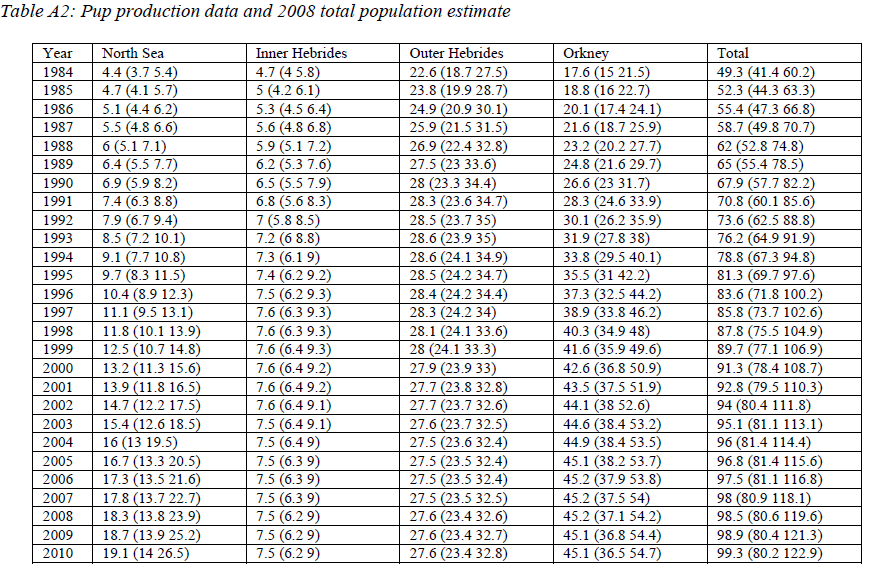 Table A2: Pup production data and 2008 total population estimate
Year North Sea Inner Hebrides Outer Hebrides Orkney Total
1984 4.4 (3.7 5.4) 4.7 (4 5.8) 22.6 (18.7 27.5) 17.6 (15 21.5) 49.3 (41.4 60.2)
1985 4.7 (4.1 5.7) 5 (4.2 6.1) 23.8 (19.9 28.7) 18.8 (16 22.7) 52.3 (44.3 63.3)
1986 5.1 (4.4 6.2) 5.3 (4.5 6.4) 24.9 (20.9 30.1) 20.1 (17.4 24.1) 55.4 (47.3 66.8)
1987 5.5 (4.8 6.6) 5.6 (4.8 6.8) 25.9 (21.5 31.5) 21.6 (18.7 25.9) 58.7 (49.8 70.7)
1988 6 (5.1 7.1) 5.9 (5.1 7.2) 26.9 (22.4 32.8) 23.2 (20.2 27.7) 62 (52.8 74.8)
1989 6.4 (5.5 7.7) 6.2 (5.3 7.6) 27.5 (23 33.6) 24.8 (21.6 29.7) 65 (55.4 78.5)
1990 6.9 (5.9 8.2) 6.5 (5.5 7.9) 28 (23.3 34.4) 26.6 (23 31.7) 67.9 (57.7 82.2)
1991 7.4 (6.3 8.8) 6.8 (5.6 8.3) 28.3 (23.6 34.7) 28.3 (24.6 33.9) 70.8 (60.1 85.6)
1992 7.9 (6.7 9.4) 7 (5.8 8.5) 28.5 (23.7 35) 30.1 (26.2 35.9) 73.6 (62.5 88.8)
1993 8.5 (7.2 10.1) 7.2 (6 8.8) 28.6 (23.9 35) 31.9 (27.8 38) 76.2 (64.9 91.9)
1994 9.1 (7.7 10.8) 7.3 (6.1 9) 28.6 (24.1 34.9) 33.8 (29.5 40.1) 78.8 (67.3 94.8)
1995 9.7 (8.3 11.5) 7.4 (6.2 9.2) 28.5 (24.2 34.7) 35.5 (31 42.2) 81.3 (69.7 97.6)
1996 10.4 (8.9 12.3) 7.5 (6.2 9.3) 28.4 (24.2 34.4) 37.3 (32.5 44.2) 83.6 (71.8 100.2)
1997 11.1 (9.5 13.1) 7.6 (6.3 9.3) 28.3 (24.2 34) 38.9 (33.8 46.2) 85.8 (73.7 102.6)
1998 11.8 (10.1 13.9) 7.6 (6.3 9.3) 28.1 (24.1 33.6) 40.3 (34.9 48) 87.8 (75.5 104.9)
1999 12.5 (10.7 14.8) 7.6 (6.4 9.3) 28 (24.1 33.3) 41.6 (35.9 49.6) 89.7 (77.1 106.9)
2000 13.2 (11.3 15.6) 7.6 (6.4 9.2) 27.9 (23.9 33) 42.6 (36.8 50.9) 91.3 (78.4 108.7)
2001 13.9 (11.8 16.5) 7.6 (6.4 9.2) 27.7 (23.8 32.8) 43.5 (37.5 51.9) 92.8 (79.5 110.3)
2002 14.7 (12.2 17.5) 7.6 (6.4 9.1) 27.7 (23.7 32.6) 44.1 (38 52.6) 94 (80.4 111.8)
2003 15.4 (12.6 18.5) 7.5 (6.4 9.1) 27.6 (23.7 32.5) 44.6 (38.4 53.2) 95.1 (81.1 113.1)
2004 16 (13 19.5) 7.5 (6.4 9) 27.5 (23.6 32.4) 44.9 (38.4 53.5) 96 (81.4 114.4)
2005 16.7 (13.3 20.5) 7.5 (6.3 9) 27.5 (23.5 32.4) 45.1 (38.2 53.7) 96.8 (81.4 115.6)
2006 17.3 (13.5 21.6) 7.5 (6.3 9) 27.5 (23.5 32.4) 45.2 (37.9 53.8) 97.5 (81.1 116.8)
2007 17.8 (13.7 22.7) 7.5 (6.3 9) 27.5 (23.5 32.5) 45.2 (37.5 54) 98 (80.9 118.1)
2008 18.3 (13.8 23.9) 7.5 (6.2 9) 27.6 (23.4 32.6) 45.2 (37.1 54.2) 98.5 (80.6 119.6)
2009 18.7 (13.9 25.2) 7.5 (6.2 9) 27.6 (23.4 32.7) 45.1 (36.8 54.4) 98.9 (80.4 121.3)
2010 19.1 (14 26.5) 7.5 (6.2 9) 27.6 (23.4 32.8) 45.1 (36.5 54.7) 99.3 (80.2 122.9)